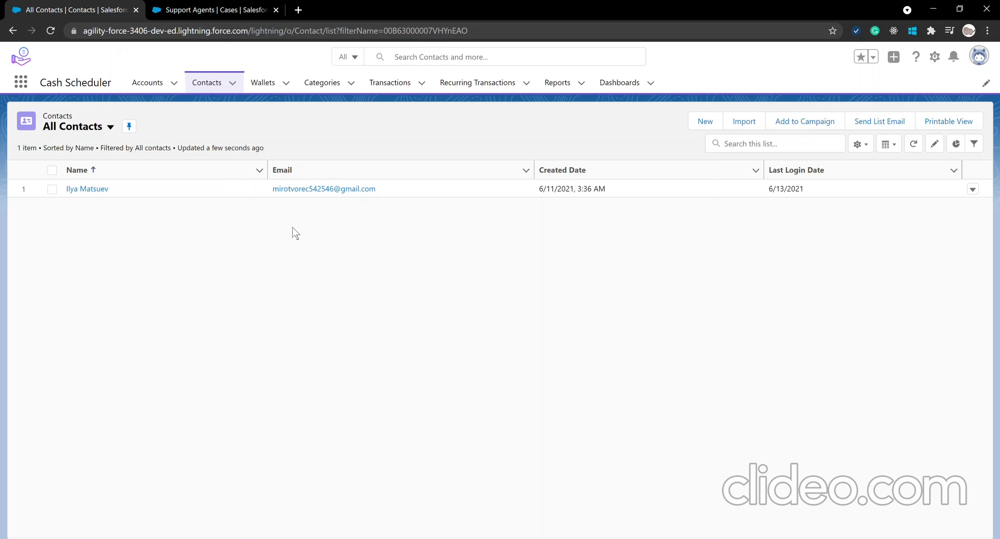 All Contacts | Contacts | Salesforc
Support Agents | Cases | Salesfor
agility-force-3406-dev-ed.lightning.force.com/lightning/o/Contact/list?filterName=00B63000007VHYnEAO
All
Search Contacts and more...
Cash Scheduler
Accounts
Contacts
Wallets
Categories
Transactions
Recurring Transactions
Reports
Dashboards
Contacts
All Contacts
New
Import
Add to Campaign
Send List Email
Printable View
1 item • Sorted by Name • Filtered by All contacts • Updated a few seconds ago
Search this list...
Name
Email
Created Date
Last Login Date
1
Ilya Matsuev
mirotvorec542546@gmail.com
6/11/2021, 3:36 AM
6/13/2021
clideo.com